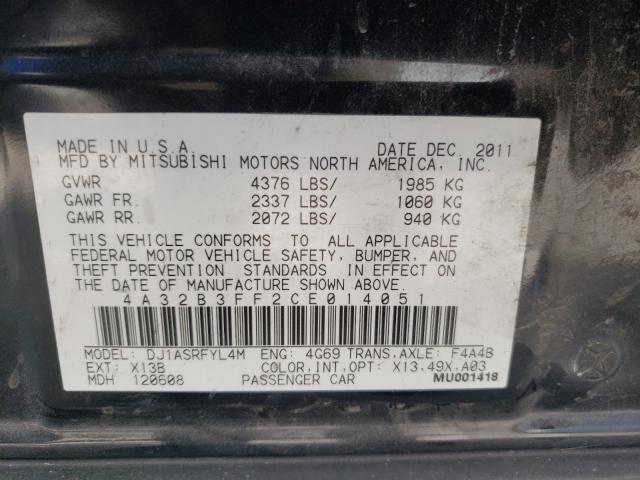 MADE IN U.S.A. DATE DEC. 2011
MFD BY MITSUBISHI MOTORS NORTH AMERICA, INC.
GVWR 4376 LBS/ 1985 KG
GAWR FR. 2337 LBS/ 1060 KG
GAWR RR. 2072 LBS/ 940 KG
THIS VEHICLE CONFORMS TO ALL APPLICABLE
FEDERAL MOTOR VEHICLE SAFETY, BUMPER, AND
THEFT PREVENTION STANDARDS IN EFFECT ON
THE DATE OF MANUFACTURE SHOWN ABOVE.
4A32B3FF2CE014051
MODEL: DJ1ASRFYL4M ENG: 4G69 TRANS,AXLE: F4A4B
EXT: X13B COLOR,INT,OPT: X13,49X,A03
MDH 120608 PASSENGER CAR MU001418